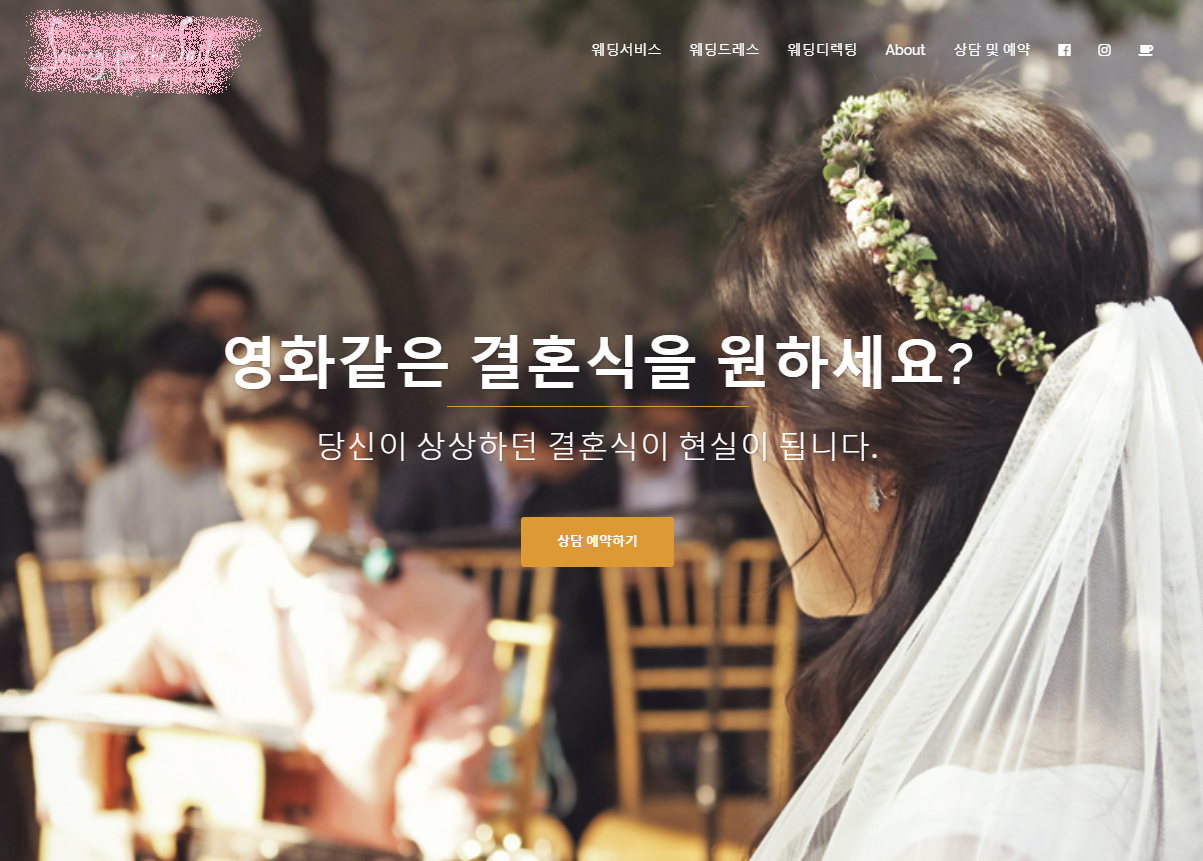 웨딩서비스 웨딩드레스 웨딩디렉팅 About 상담 및 예약
영화같은 결혼식을 원하세요?
당신이 상상하던 결혼식이 현실이 됩니다.
상담 예약하기